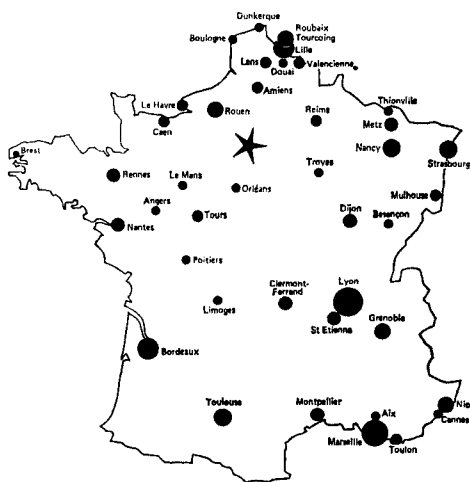 Dunkerque
Roubaix
Tourcoing
Boulogne
Lille
Lens
Douai
Valencienne.
Amiens
Le Havre
Rouen
Reims
Thionville
Caen
Metz
Nancy
Strasbourg
Brest
Rennes
Le Mans
Troyes
Orléans
Mulhouse
Angers
Tours
Dijon
Besançon
Nantes
Poitiers
Clermont-
Ferrand
Lyon
Limoges
St Etienne
Grenoble
Bordeaux
Toulouse
Montpellier
Aix
Nic
Cannes
Marseille
Toulon